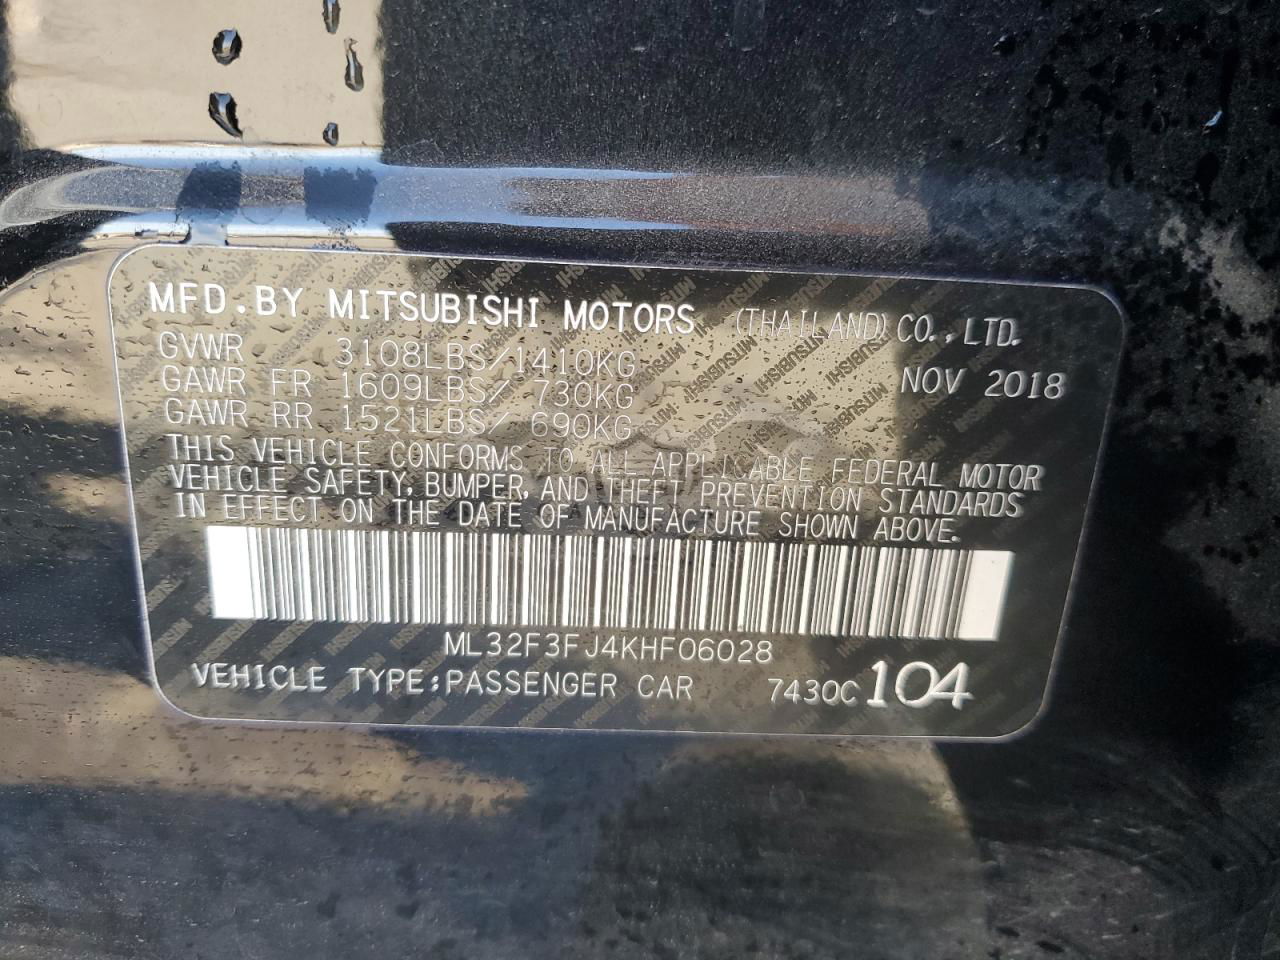 MFD.BY MITSUBISHI MOTORS (THAILAND) CO., LTD.
GVWR 3108LBS/1410KG
NOV 2018
GAWR FR 1609LBS/ 730KG
GAWR RR 1521LBS/ 690KG
THIS VEHICLE CONFORMS TO ALL APPLICABLE FEDERAL MOTOR
VEHICLE SAFETY, BUMPER, AND THEFT PREVENTION STANDARDS
IN EFFECT ON THE DATE OF MANUFACTURE SHOWN ABOVE.
ML32F3FJ4KHF06028
VEHICLE TYPE:PASSENGER CAR 7430C 104